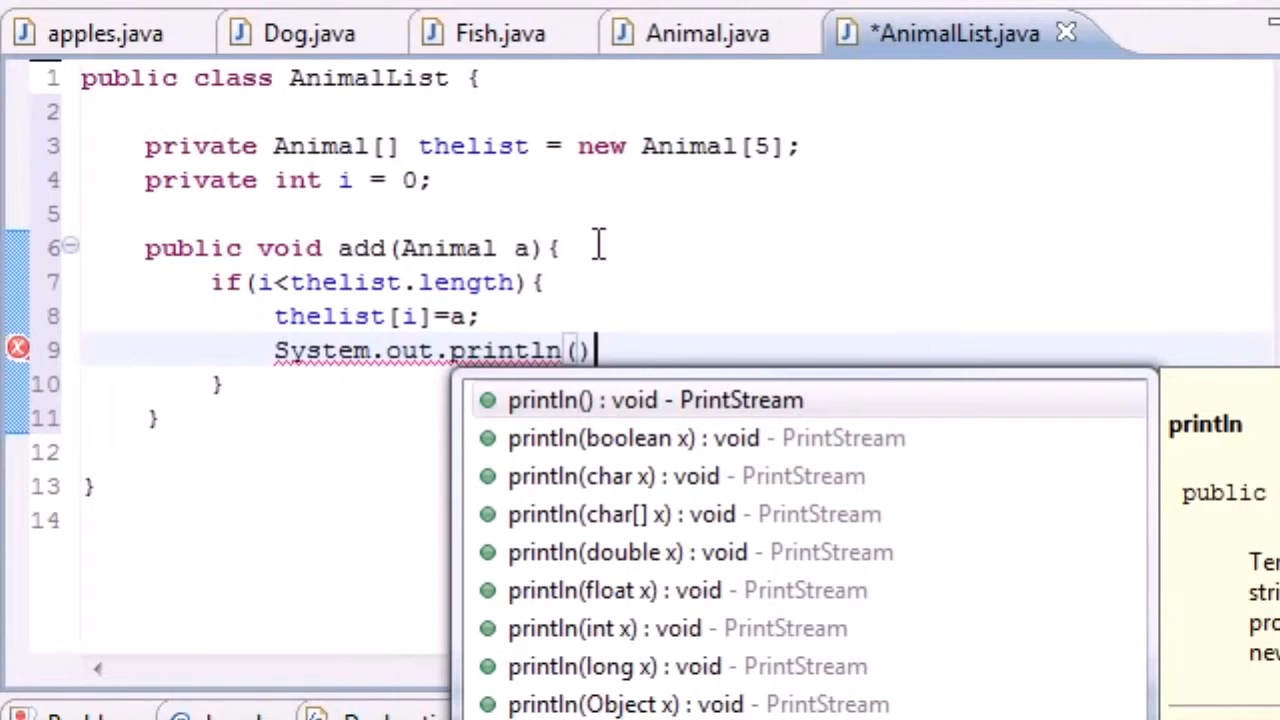 apples.java Dog.java Fish.java Animal.java *AnimalList.java
1 public class AnimalList {
2
3 private Animal[] thelist = new Animal[5];
4 private int i = 0;
5
6 public void add(Animal a){
7 if(i<thelist.length){
8 thelist[i]=a;
9 System.out.println()
10 }
11 }
12
13 }
14
println() : void - PrintStream
println(boolean x) : void - PrintStream
println(char x) : void - PrintStream
println(char[] x) : void - PrintStream
println(double x) : void - PrintStream
println(float x) : void - PrintStream
println(int x) : void - PrintStream
println(long x) : void - PrintStream
println(Object x) : void - PrintStream
println
public